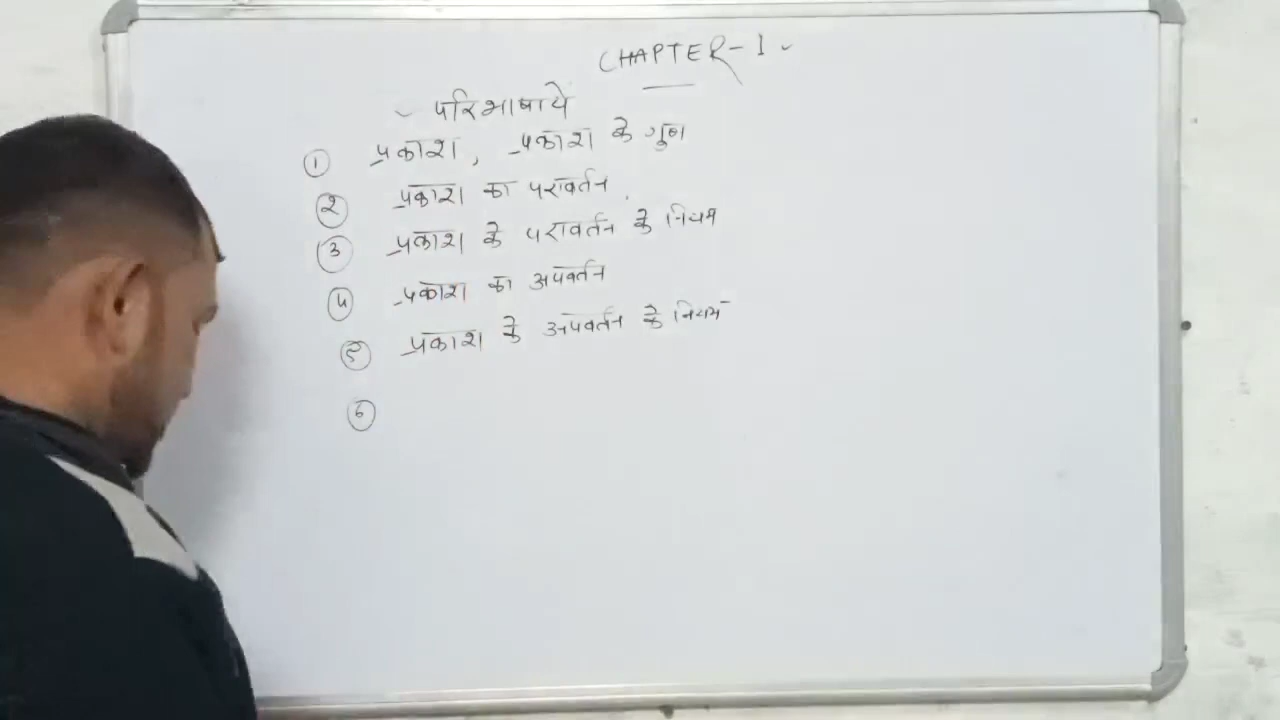 CHAPTER-1
परिभाषाये
① प्रकाश, प्रकाश के गुण
② प्रकाश का परावर्तन
③ प्रकाश के परावर्तन के नियम
④ प्रकाश का अपवर्तन
⑤ प्रकाश के अपवर्तन के नियम
⑥